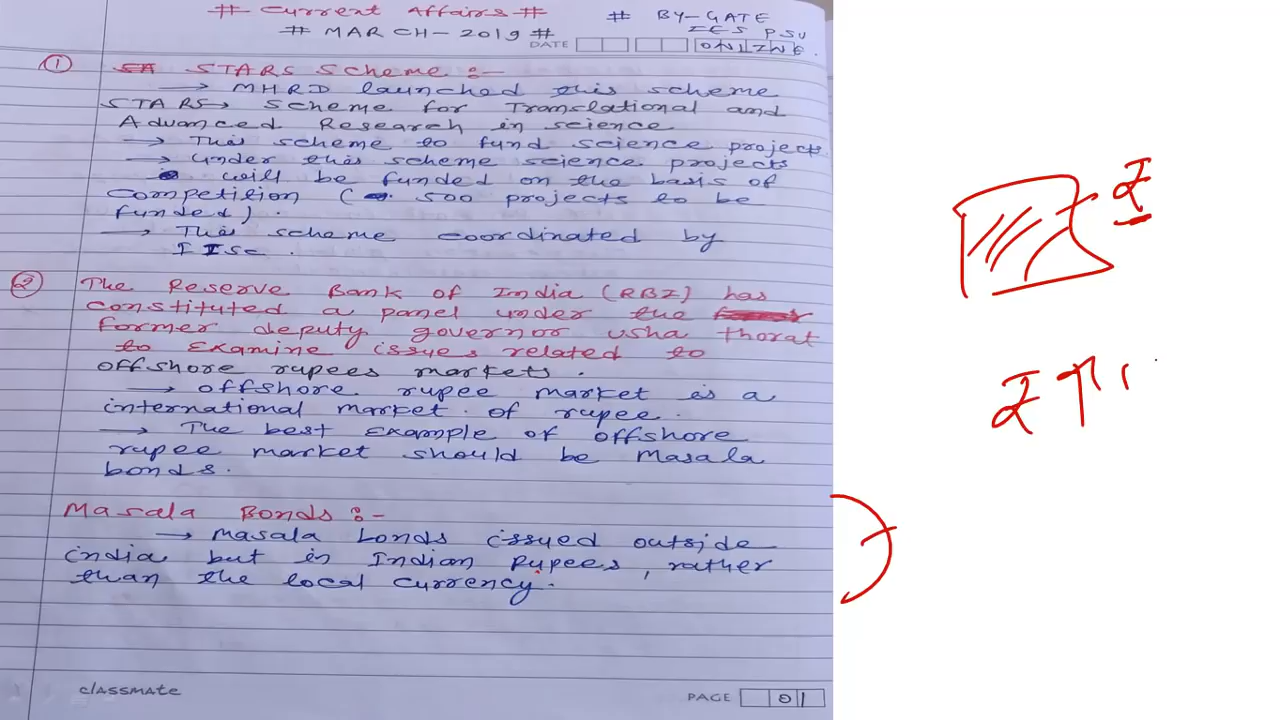 # Current Affairs #
# MARCH-2019 #
# BY-GATE
IES PSU
DATE ONLINE
① STARS Scheme :-
→ MHRD launched this scheme
STARS → Scheme for Translational and
Advanced Research in science
→ This scheme to fund science projects
→ under this scheme science projects
will be funded on the basis of
Competition ( 500 projects to be
funded).
→ This scheme coordinated by
IISc.
② The Reserve Bank of India (RBI) has
constituted a panel under the
former deputy governor usha thorat
to examine issues related to
offshore rupees markets.
→ offshore rupee market is a
international market of rupee.
→ The best example of offshore
rupee market should be Masala
bonds.
Masala Bonds :-
→ Masala bonds issued outside
india but in Indian Rupees, rather
than the local currency.
classmate
PAGE 01
₹
₹ ↑